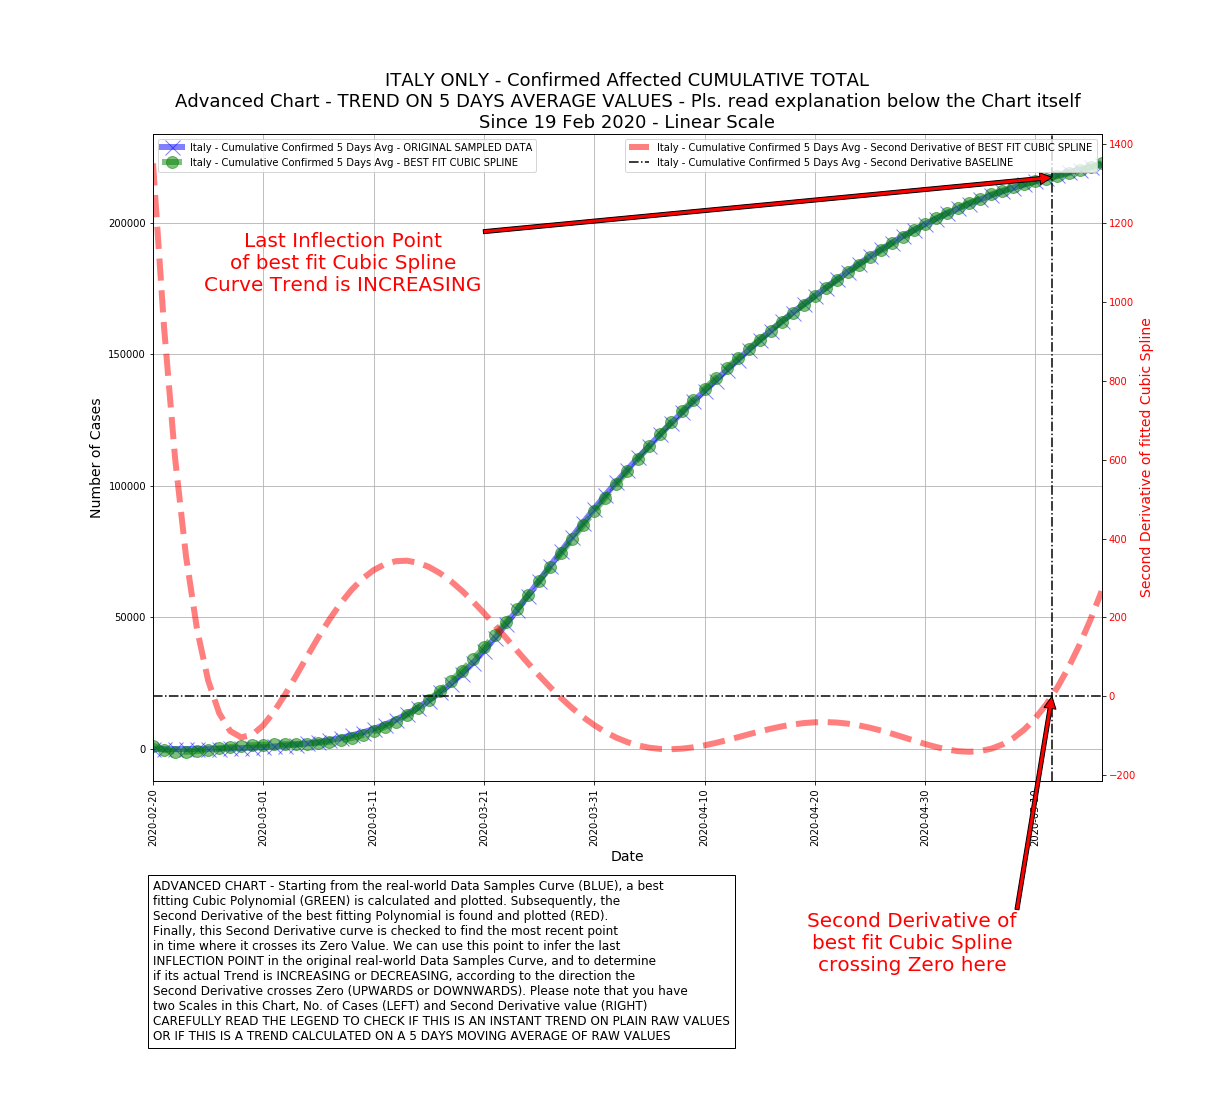 ITALY ONLY - Confirmed Affected CUMULATIVE TOTAL
Advanced Chart - TREND ON 5 DAYS AVERAGE VALUES - Pls. read explanation below the Chart itself
Since 19 Feb 2020 - Linear Scale
Italy - Cumulative Confirmed 5 Days Avg - ORIGINAL SAMPLED DATA
Italy - Cumulative Confirmed 5 Days Avg - BEST FIT CUBIC SPLINE
Italy - Cumulative Confirmed 5 Days Avg - Second Derivative of BEST FIT CUBIC SPLINE
Italy - Cumulative Confirmed 5 Days Avg - Second Derivative BASELINE
Last Inflection Point
of best fit Cubic Spline
Curve Trend is INCREASING
Number of Cases
200000
150000
100000
50000
0
1400
1200
1000
800
600
400
200
0
−200
Second Derivative of fitted Cubic Spline
2020-02-20
2020-03-01
2020-03-11
2020-03-21
2020-03-31
2020-04-10
2020-04-20
2020-04-30
2020-05-10
Date
ADVANCED CHART - Starting from the real-world Data Samples Curve (BLUE), a best
fitting Cubic Polynomial (GREEN) is calculated and plotted. Subsequently, the
Second Derivative of the best fitting Polynomial is found and plotted (RED).
Finally, this Second Derivative curve is checked to find the most recent point
in time where it crosses its Zero Value. We can use this point to infer the last
INFLECTION POINT in the original real-world Data Samples Curve, and to determine
if its actual Trend is INCREASING or DECREASING, according to the direction the
Second Derivative crosses Zero (UPWARDS or DOWNWARDS). Please note that you have
two Scales in this Chart, No. of Cases (LEFT) and Second Derivative value (RIGHT)
CAREFULLY READ THE LEGEND TO CHECK IF THIS IS AN INSTANT TREND ON PLAIN RAW VALUES
OR IF THIS IS A TREND CALCULATED ON A 5 DAYS MOVING AVERAGE OF RAW VALUES
Second Derivative of
best fit Cubic Spline
crossing Zero here